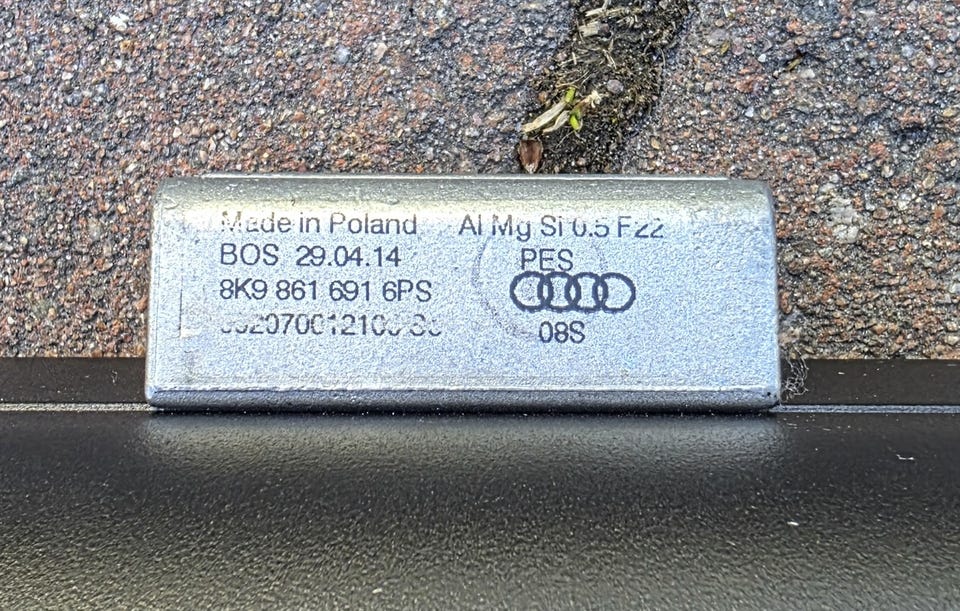 Made in Poland Al Mg Si 0.5 F22
BOS 29.04.14 PES
8K9 861 691 6PS
08S